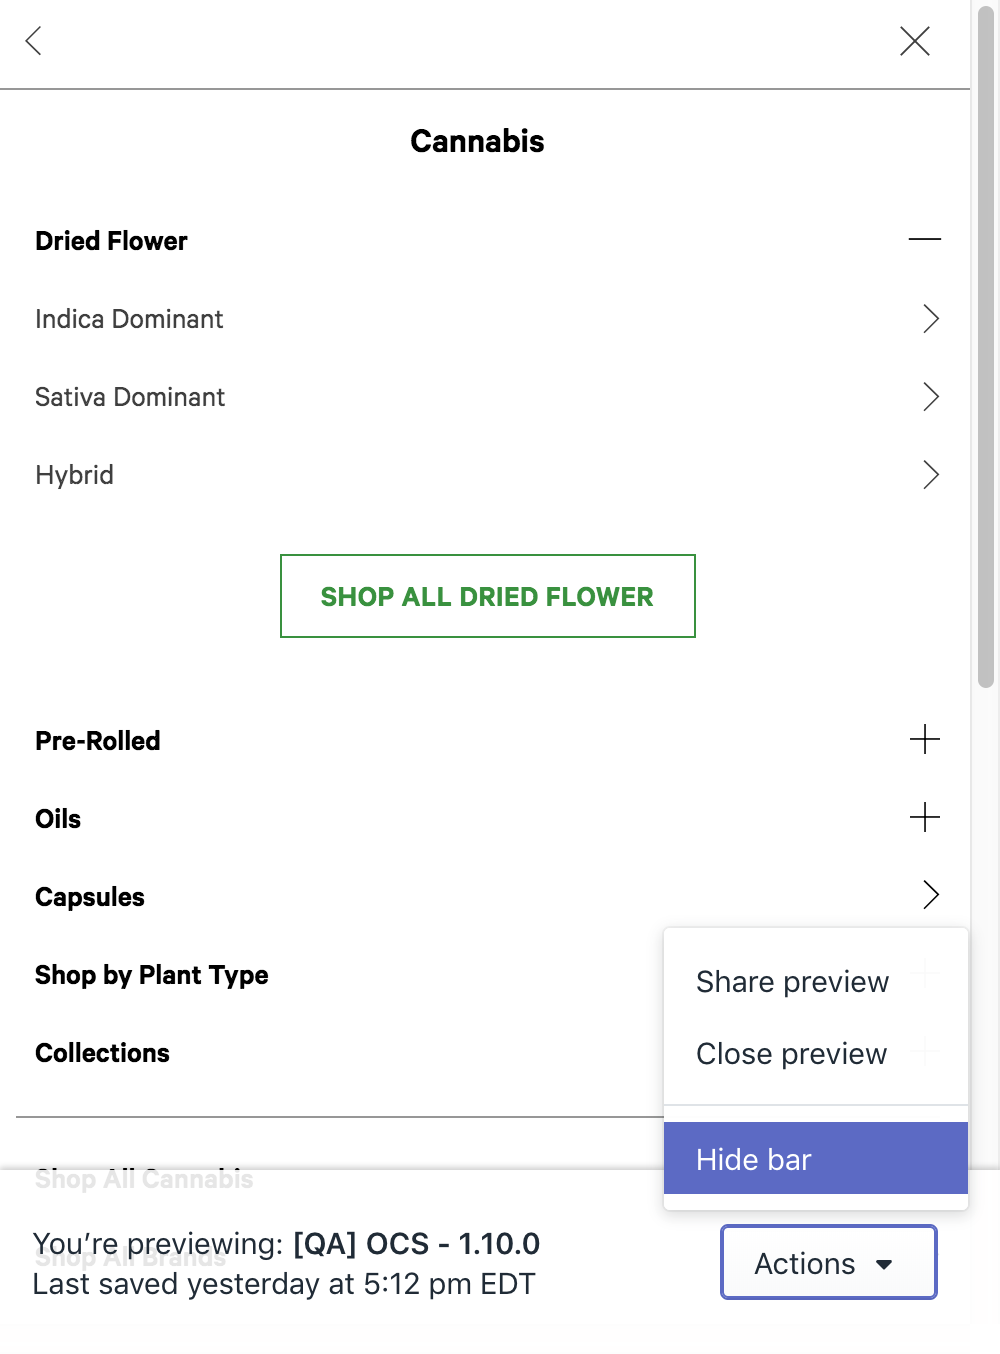 Cannabis
Dried Flower
Indica Dominant
Sativa Dominant
Hybrid
SHOP ALL DRIED FLOWER
Pre-Rolled
Oils
Capsules
Shop by Plant Type
Collections
Share preview
Close preview
Hide bar
Shop All Cannabis
Shop All Brands
You’re previewing: [QA] OCS - 1.10.0
Last saved yesterday at 5:12 pm EDT
Actions